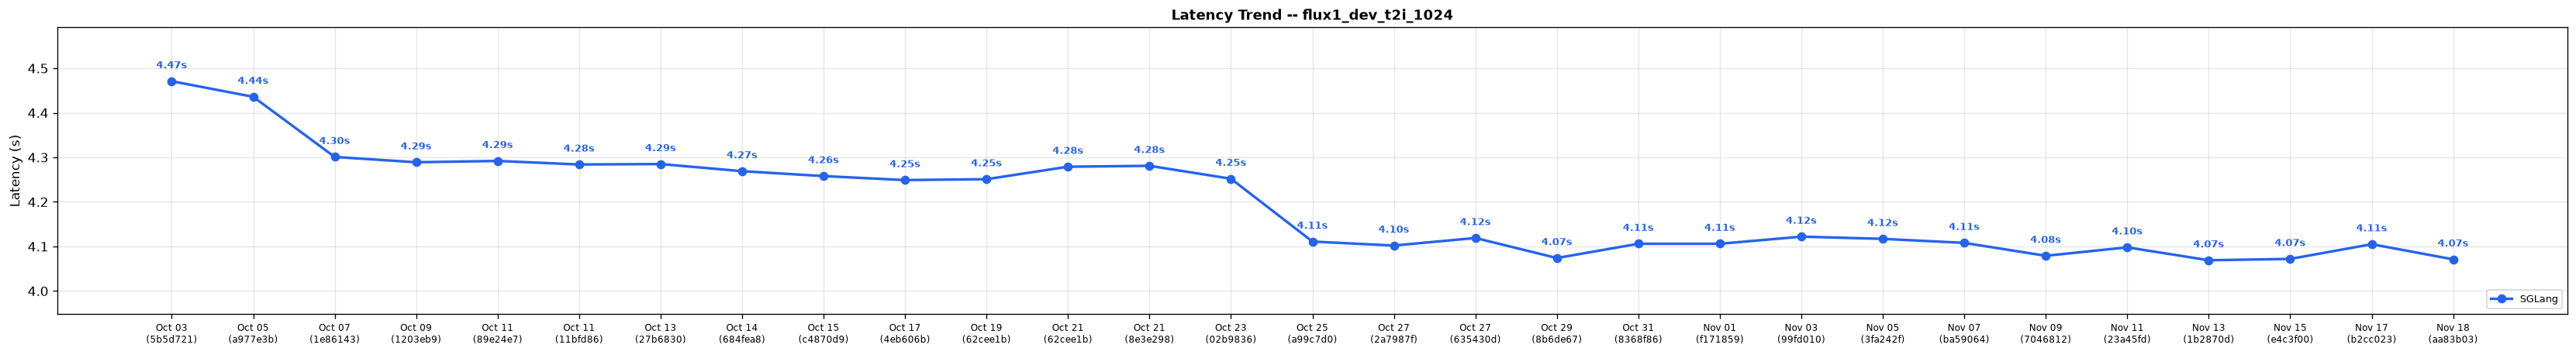 Latency Trend -- flux1_dev_t2i_1024
Latency (s)
4.5
4.4
4.3
4.2
4.1
4.0
4.47s
4.44s
4.30s
4.29s
4.29s
4.28s
4.29s
4.27s
4.26s
4.25s
4.25s
4.28s
4.28s
4.25s
4.11s
4.10s
4.12s
4.07s
4.11s
4.11s
4.12s
4.12s
4.11s
4.08s
4.10s
4.07s
4.07s
4.11s
4.07s
SGLang
Oct 03
(5b5d721)
Oct 05
(a977e3b)
Oct 07
(1e86143)
Oct 09
(1203eb9)
Oct 11
(89e24e7)
Oct 11
(11bfd86)
Oct 13
(27b6830)
Oct 14
(684fea8)
Oct 15
(c4870d9)
Oct 17
(4eb606b)
Oct 19
(62cee1b)
Oct 21
(62cee1b)
Oct 21
(8e3e298)
Oct 23
(02b9836)
Oct 25
(a99c7d0)
Oct 27
(2a7987f)
Oct 27
(635430d)
Oct 29
(8b6de67)
Oct 31
(8368f86)
Nov 01
(f171859)
Nov 03
(99fd010)
Nov 05
(3fa242f)
Nov 07
(ba59064)
Nov 09
(7046812)
Nov 11
(23a45fd)
Nov 13
(1b2870d)
Nov 15
(e4c3f00)
Nov 17
(b2cc023)
Nov 18
(aa83b03)